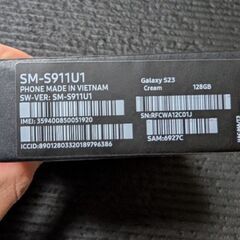 SM-S911U1
PHONE MADE IN VIETNAM
SW-VER: SM-S911U1
Galaxy S23
Cream
128GB
IMEI: 359400850051920
SN:RFCWA12C01J
ICCID: 89012803320189796386
SAM:6927C